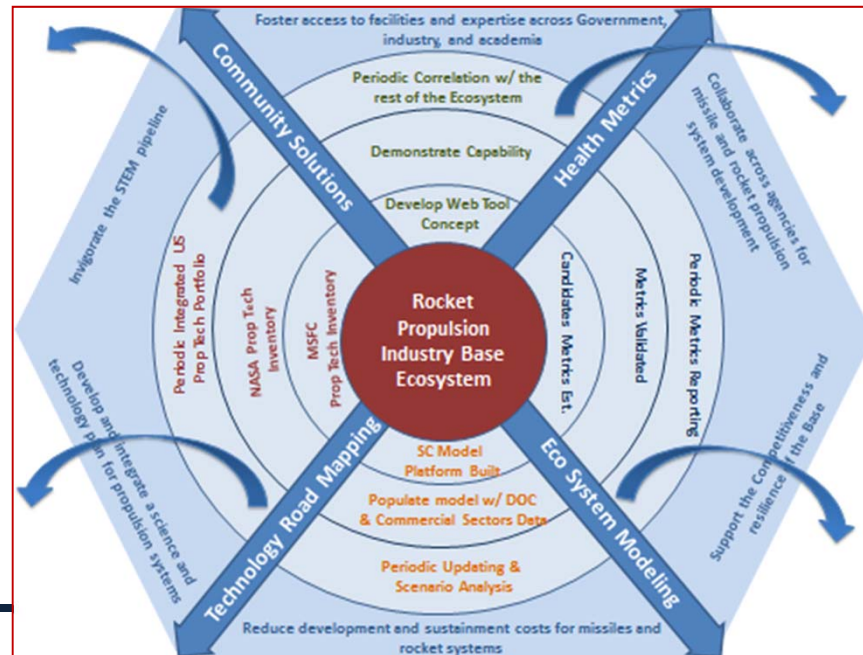 Foster access to facilities and expertise across Government,
industry, and academia
Community Solutions
Health Metrics
Periodic Correlation w/ the
rest of the Ecosystem
Demonstrate Capability
Develop Web Tool
Concept
Invigorate the STEM pipeline
Collaborate across agencies for
missile and rocket propulsion
system development
Periodic Integrated US
Prop Tech Portfolio
NASA Prop Tech
Inventory
MSFC
Prop Tech Inventory
Rocket
Propulsion
Industry Base
Ecosystem
Candidates Metrics Est.
Metrics Validated
Periodic Metrics Reporting
Develop and integrate a science and
technology plan for propulsion systems
Support the Competitiveness and
resilience of the Base
Technology Road Mapping
Eco System Modeling
SC Model
Platform Built
Populate model w/ DOC
& Commercial Sectors Data
Periodic Updating &
Scenario Analysis
Reduce development and sustainment costs for missiles and
rocket systems